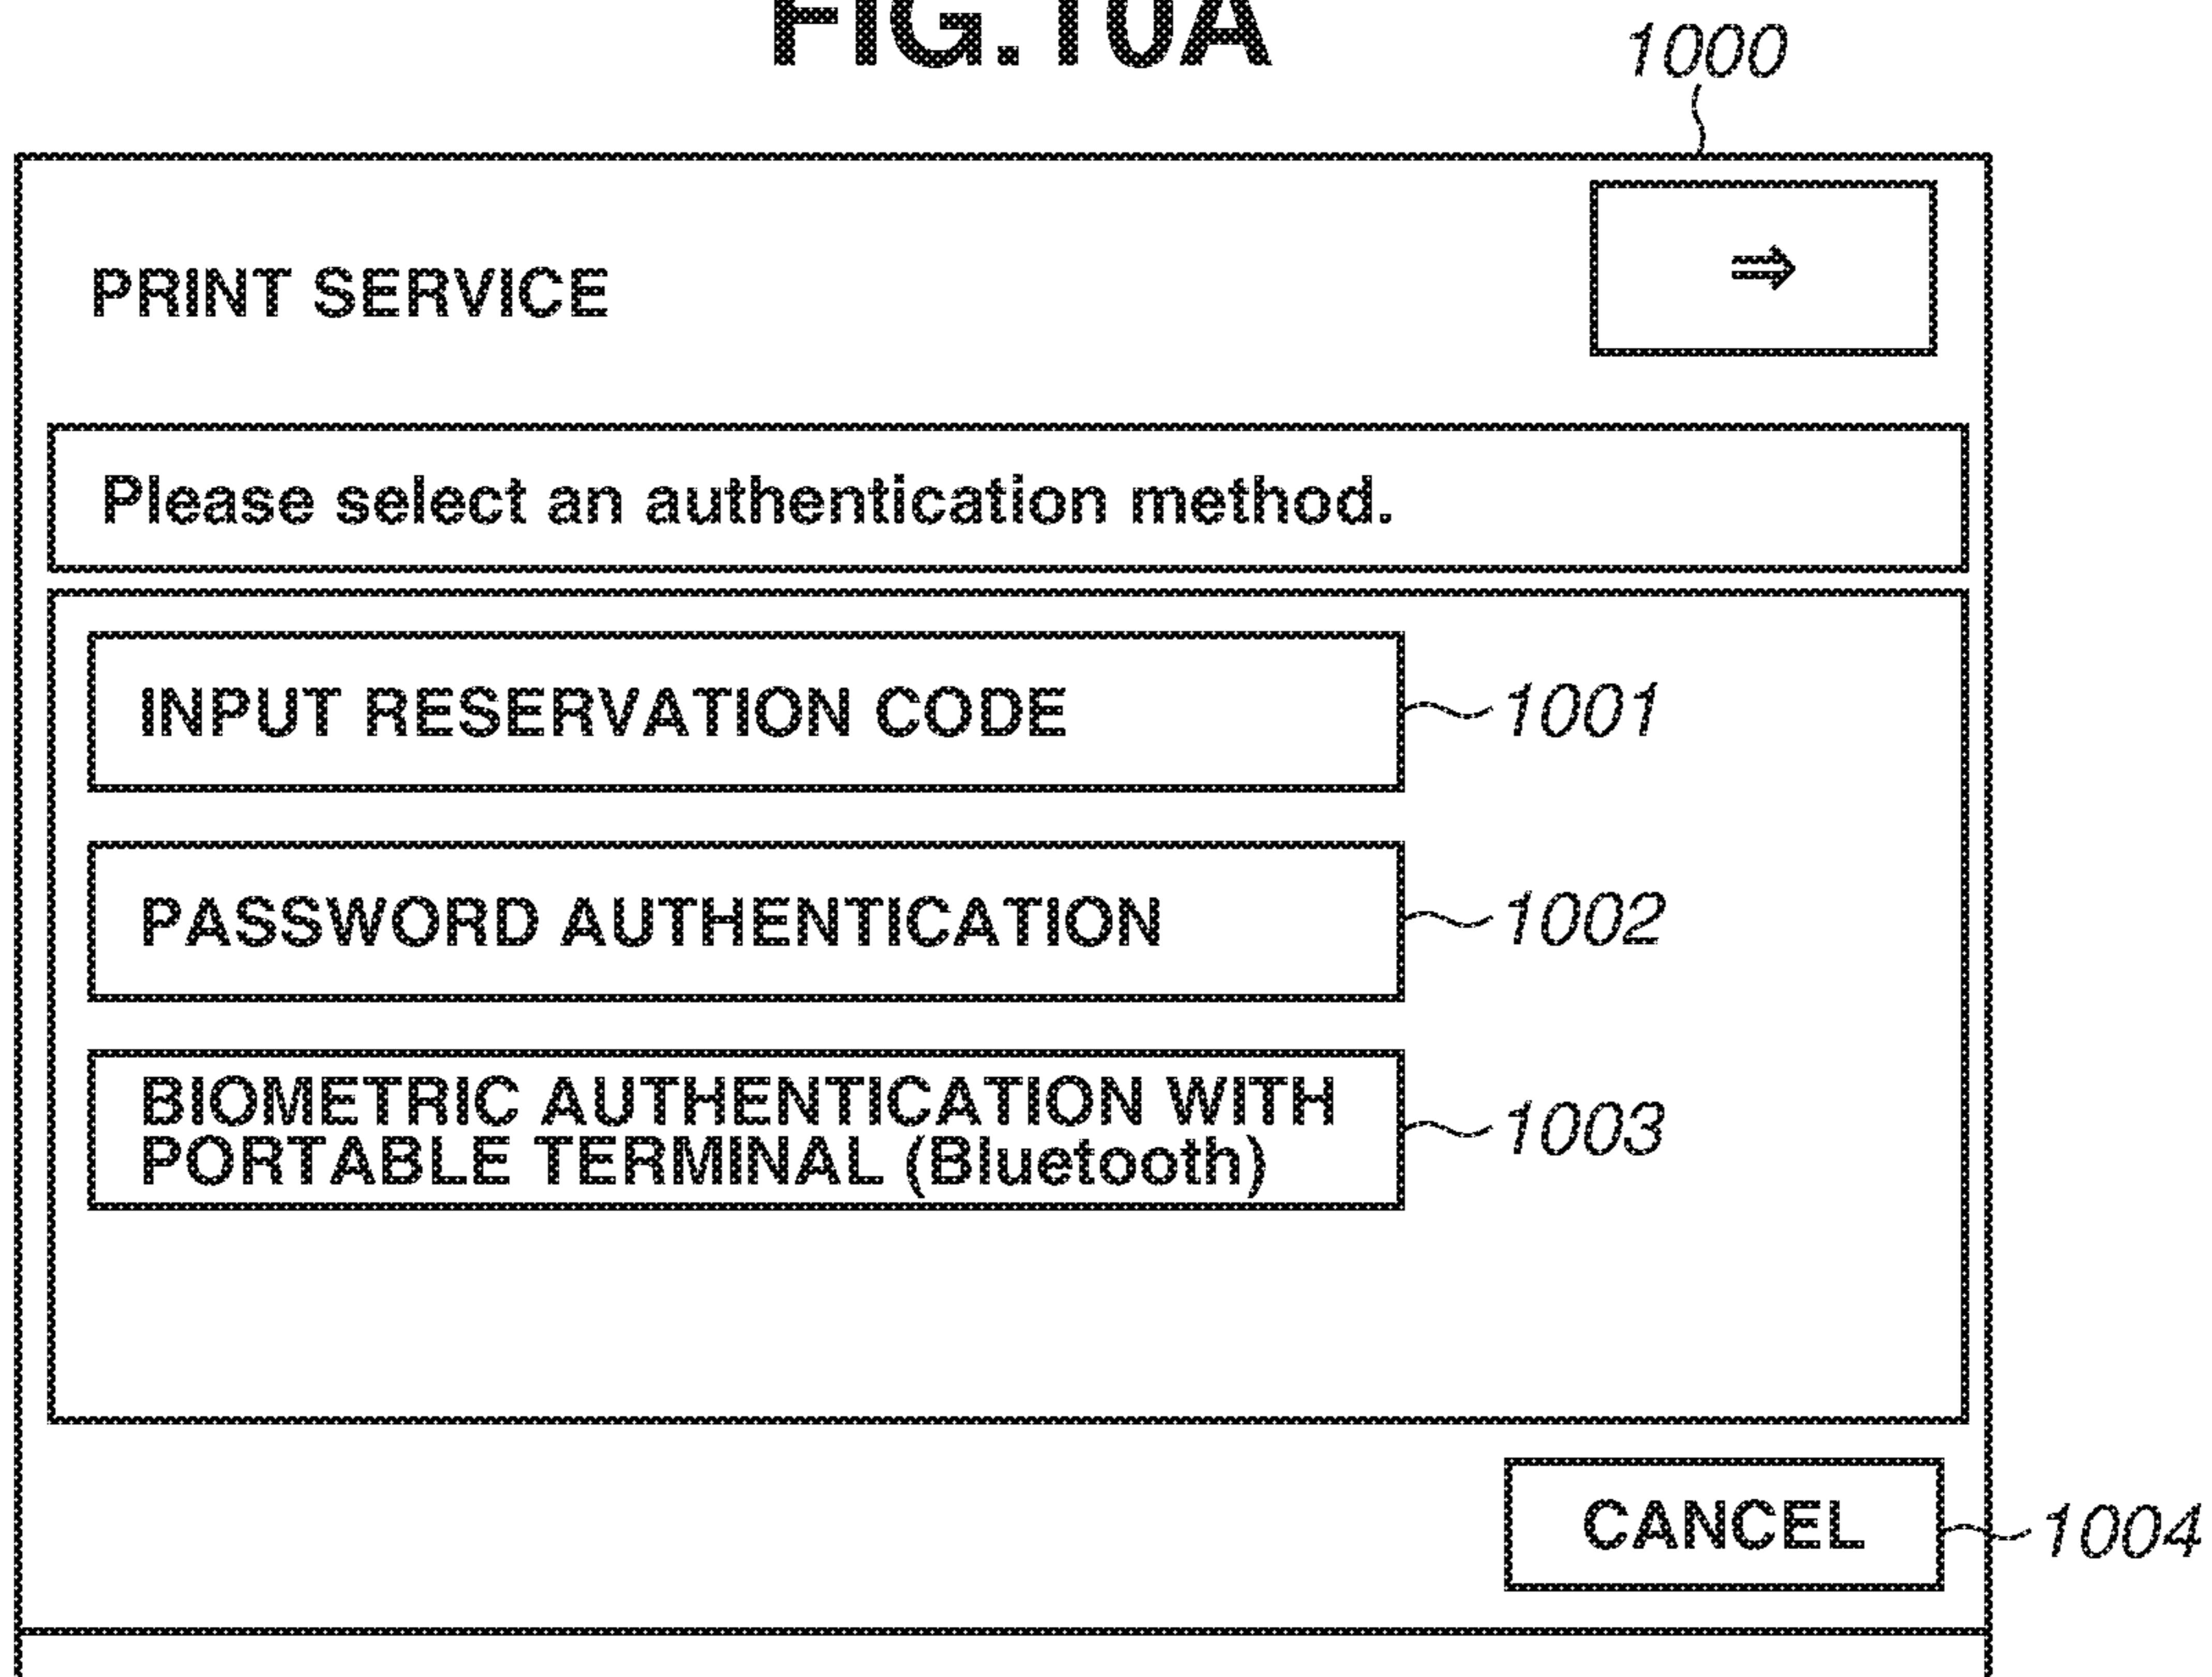 FIG.10A
1000
PRINT SERVICE
⇒
Please select an authentication method.
INPUT RESERVATION CODE
1001
PASSWORD AUTHENTICATION
1002
BIOMETRIC AUTHENTICATION WITH
PORTABLE TERMINAL (Bluetooth)
1003
CANCEL
1004